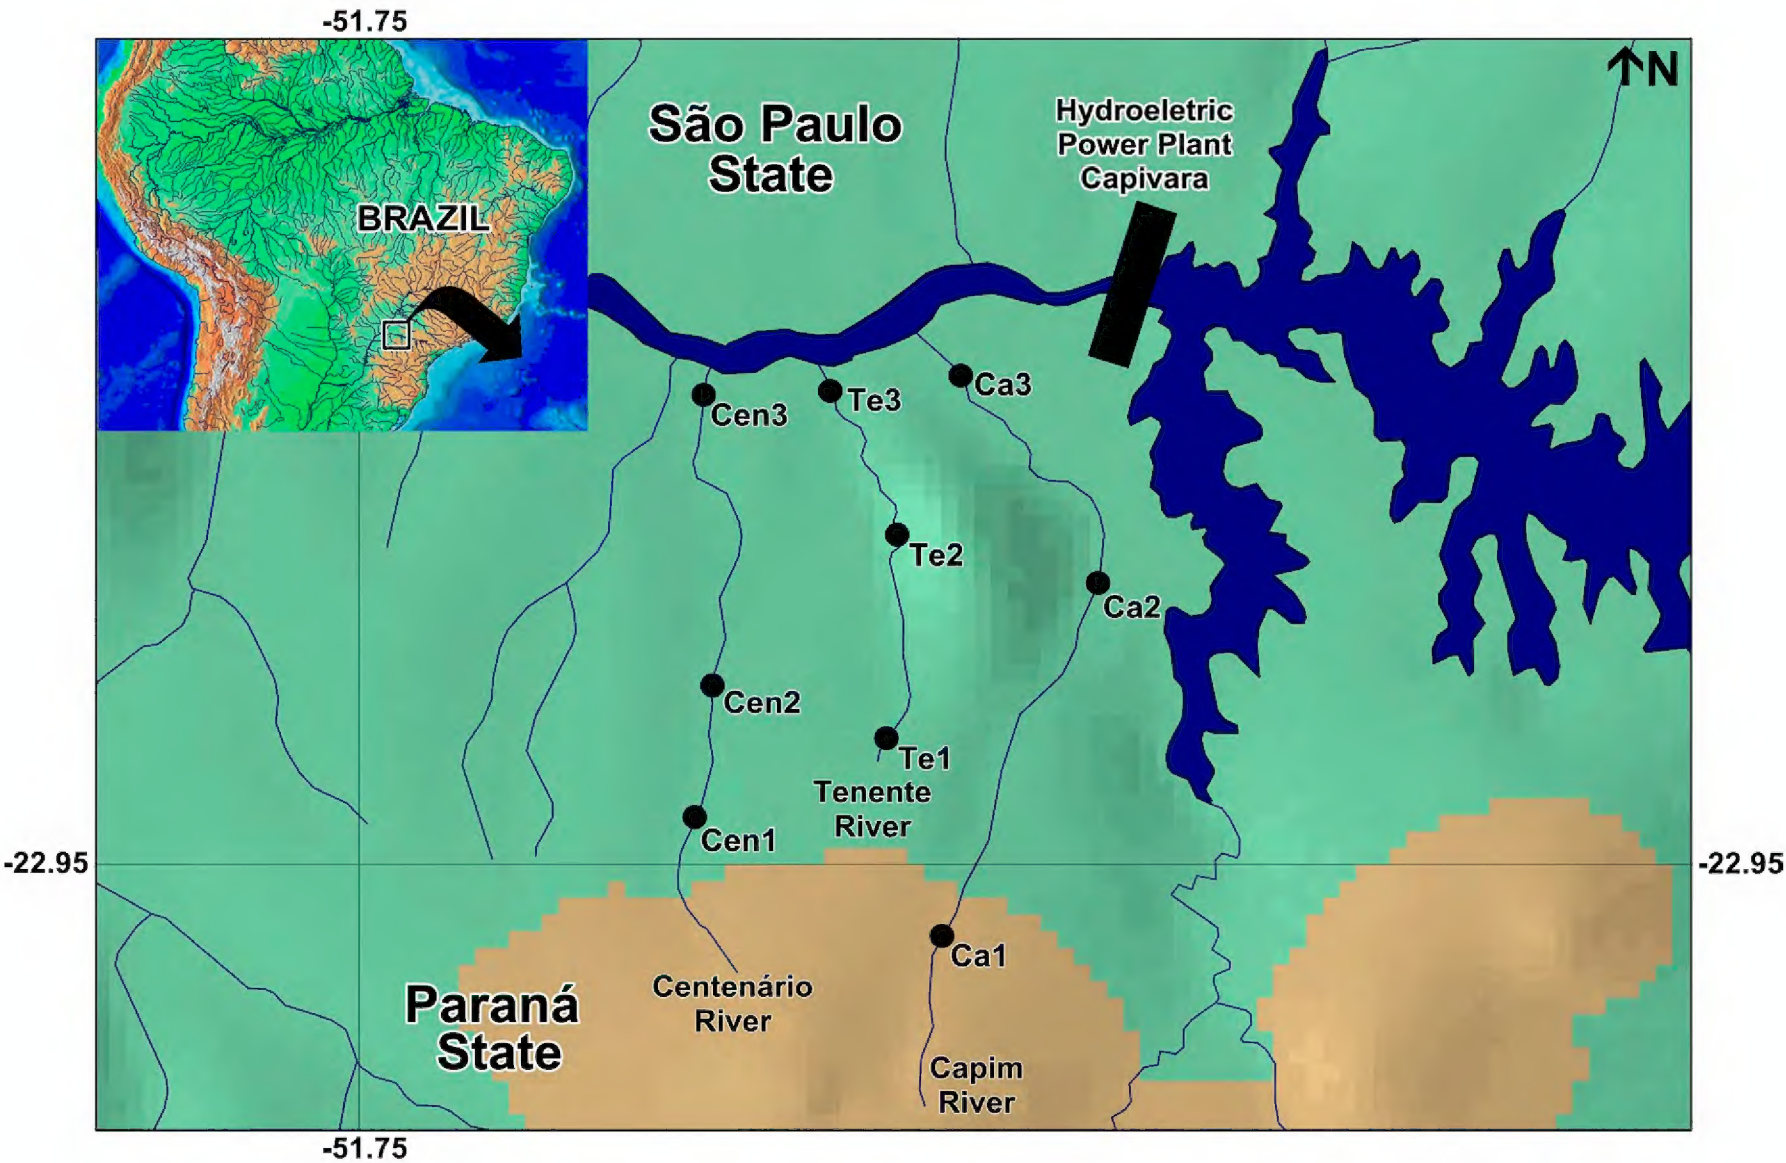 -51.75
N
São Paulo
State
Hydroeletric
Power Plant
Capivara
BRAZIL
Ca3
Te3
Cen3
Te2
Ca2
Cen2
Te1
Tenente
River
Cen1
-22.95
-22.95
Ca1
Centenário
River
Paraná
State
Capim
River
-51.75